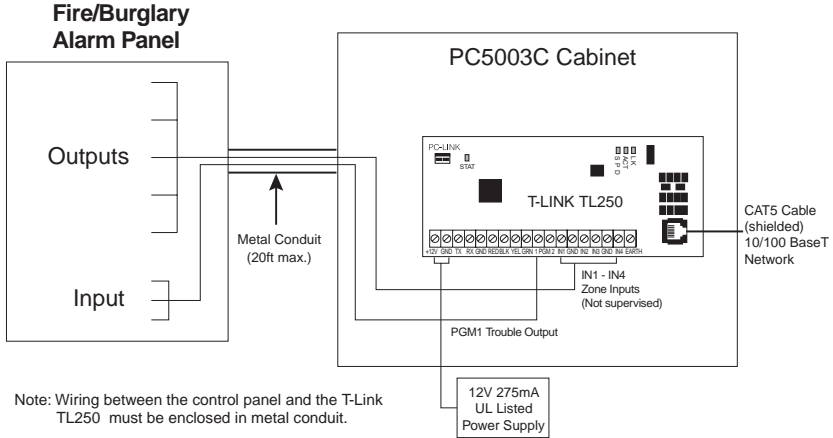 Fire/Burglary
Alarm Panel
PC5003C Cabinet
Outputs
Input
Metal Conduit
(20ft max.)
PC-LINK
STAT
S P D
ACT
LK
T-LINK TL250
+12V GND TX RX GND RED BLK YEL GRN 1 PGM 2 IN1 GND IN2 IN3 GND IN4 EARTH
CAT5 Cable
(shielded)
10/100 BaseT
Network
IN1 - IN4
Zone Inputs
(Not supervised)
PGM1 Trouble Output
12V 275mA
UL Listed
Power Supply
Note: Wiring between the control panel and the T-Link
TL250 must be enclosed in metal conduit.